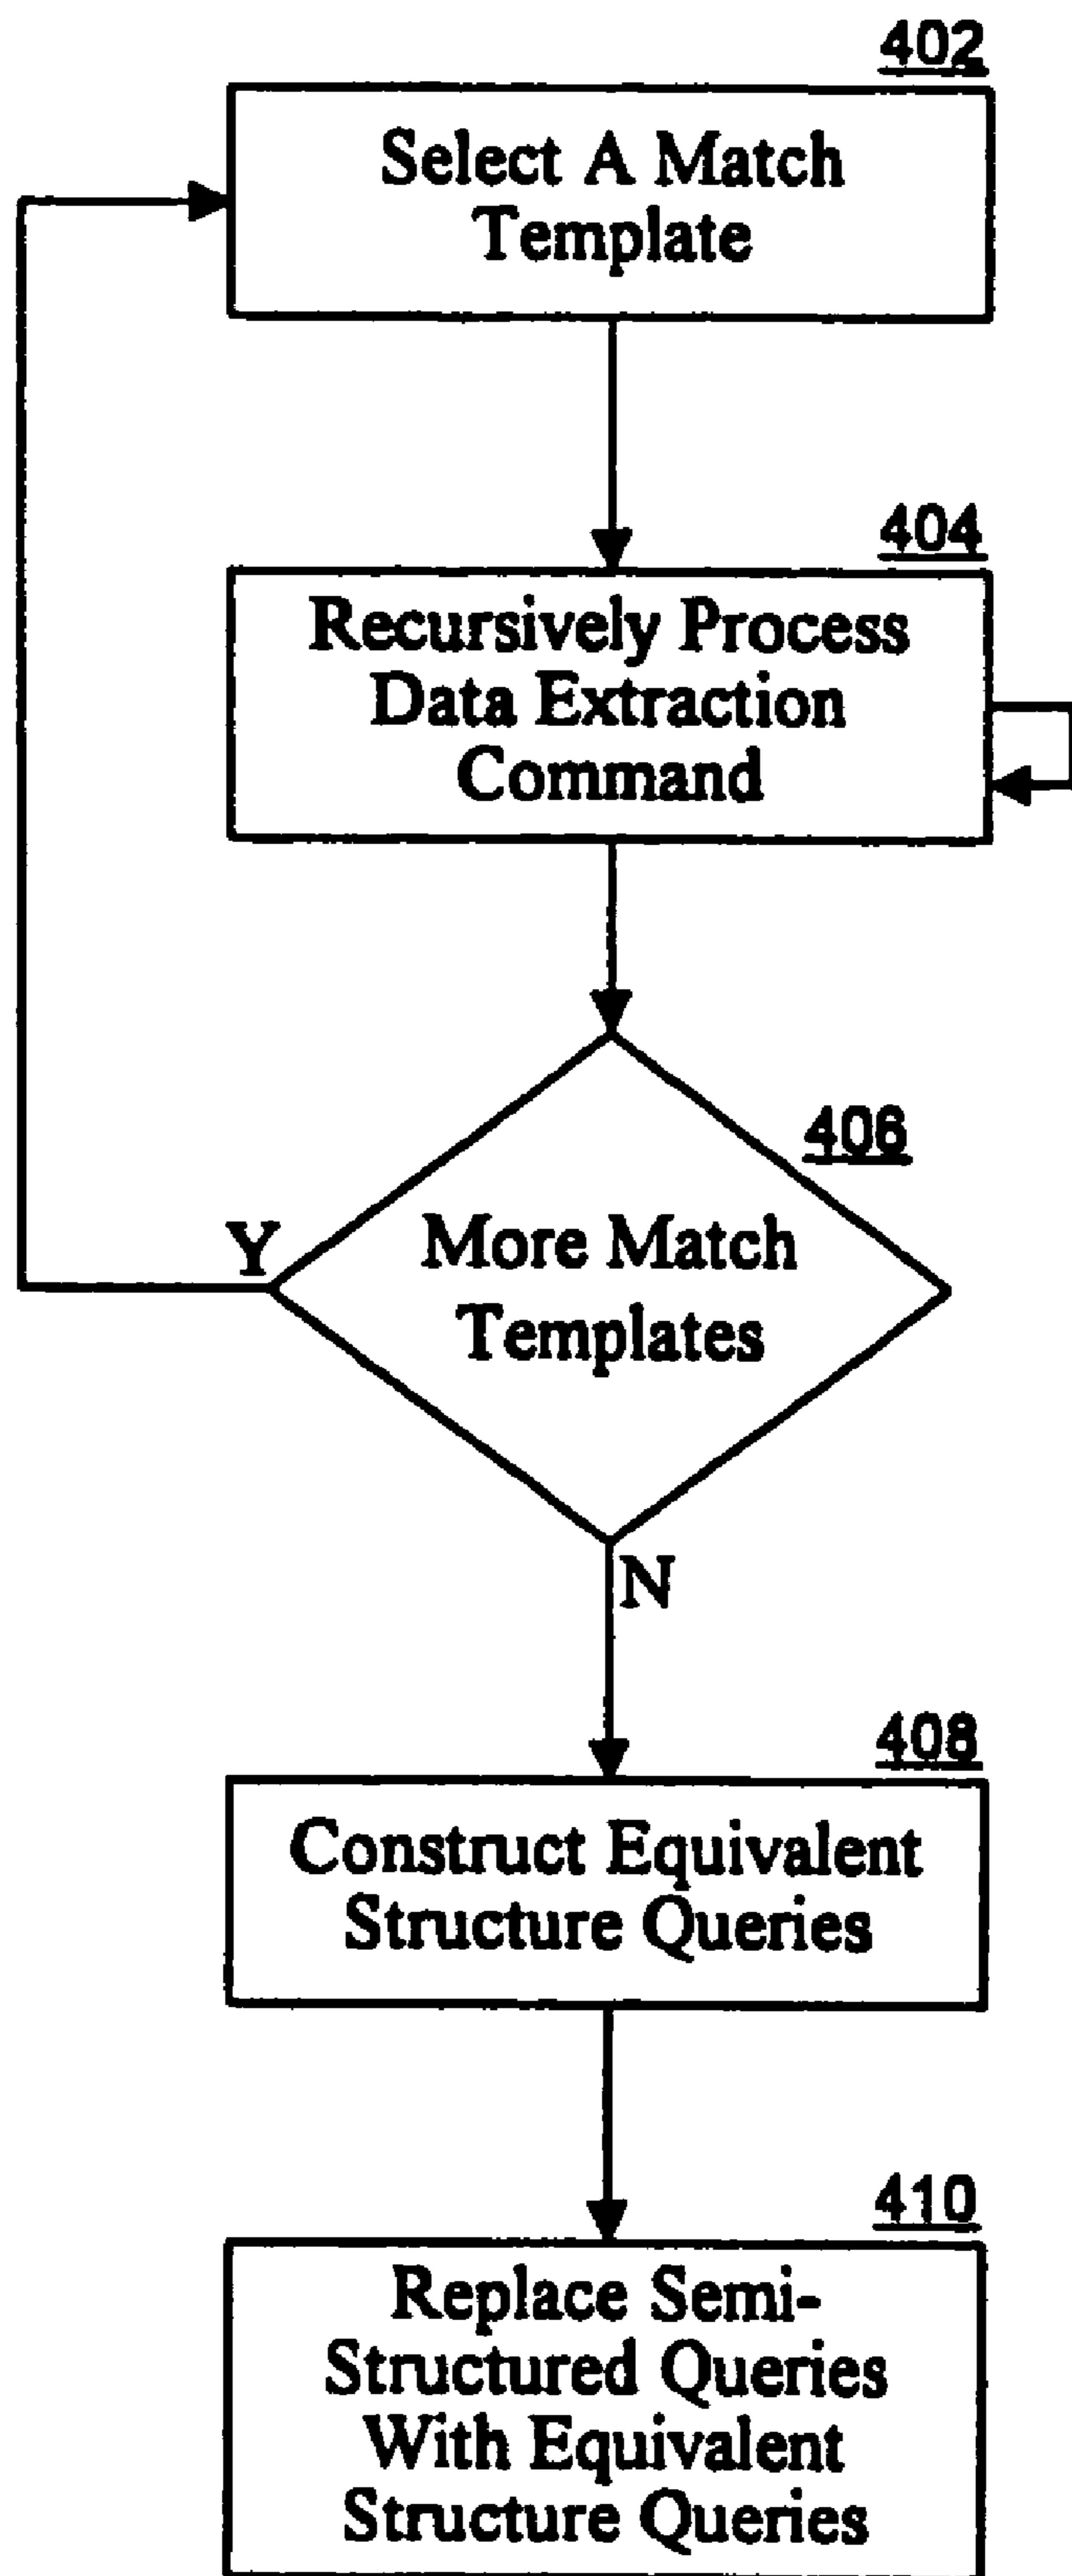 402
Select A Match
Template
404
Recursively Process
Data Extraction
Command
406
More Match
Templates
Y
N
408
Construct Equivalent
Structure Queries
410
Replace Semi-
Structured Queries
With Equivalent
Structure Queries